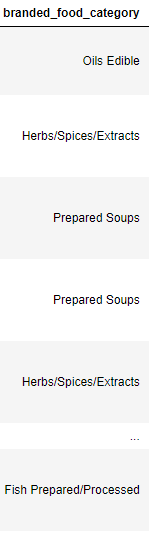 branded_food_category
Oils Edible
Herbs/Spices/Extracts
Prepared Soups
Prepared Soups
Herbs/Spices/Extracts
...
Fish Prepared/Processed